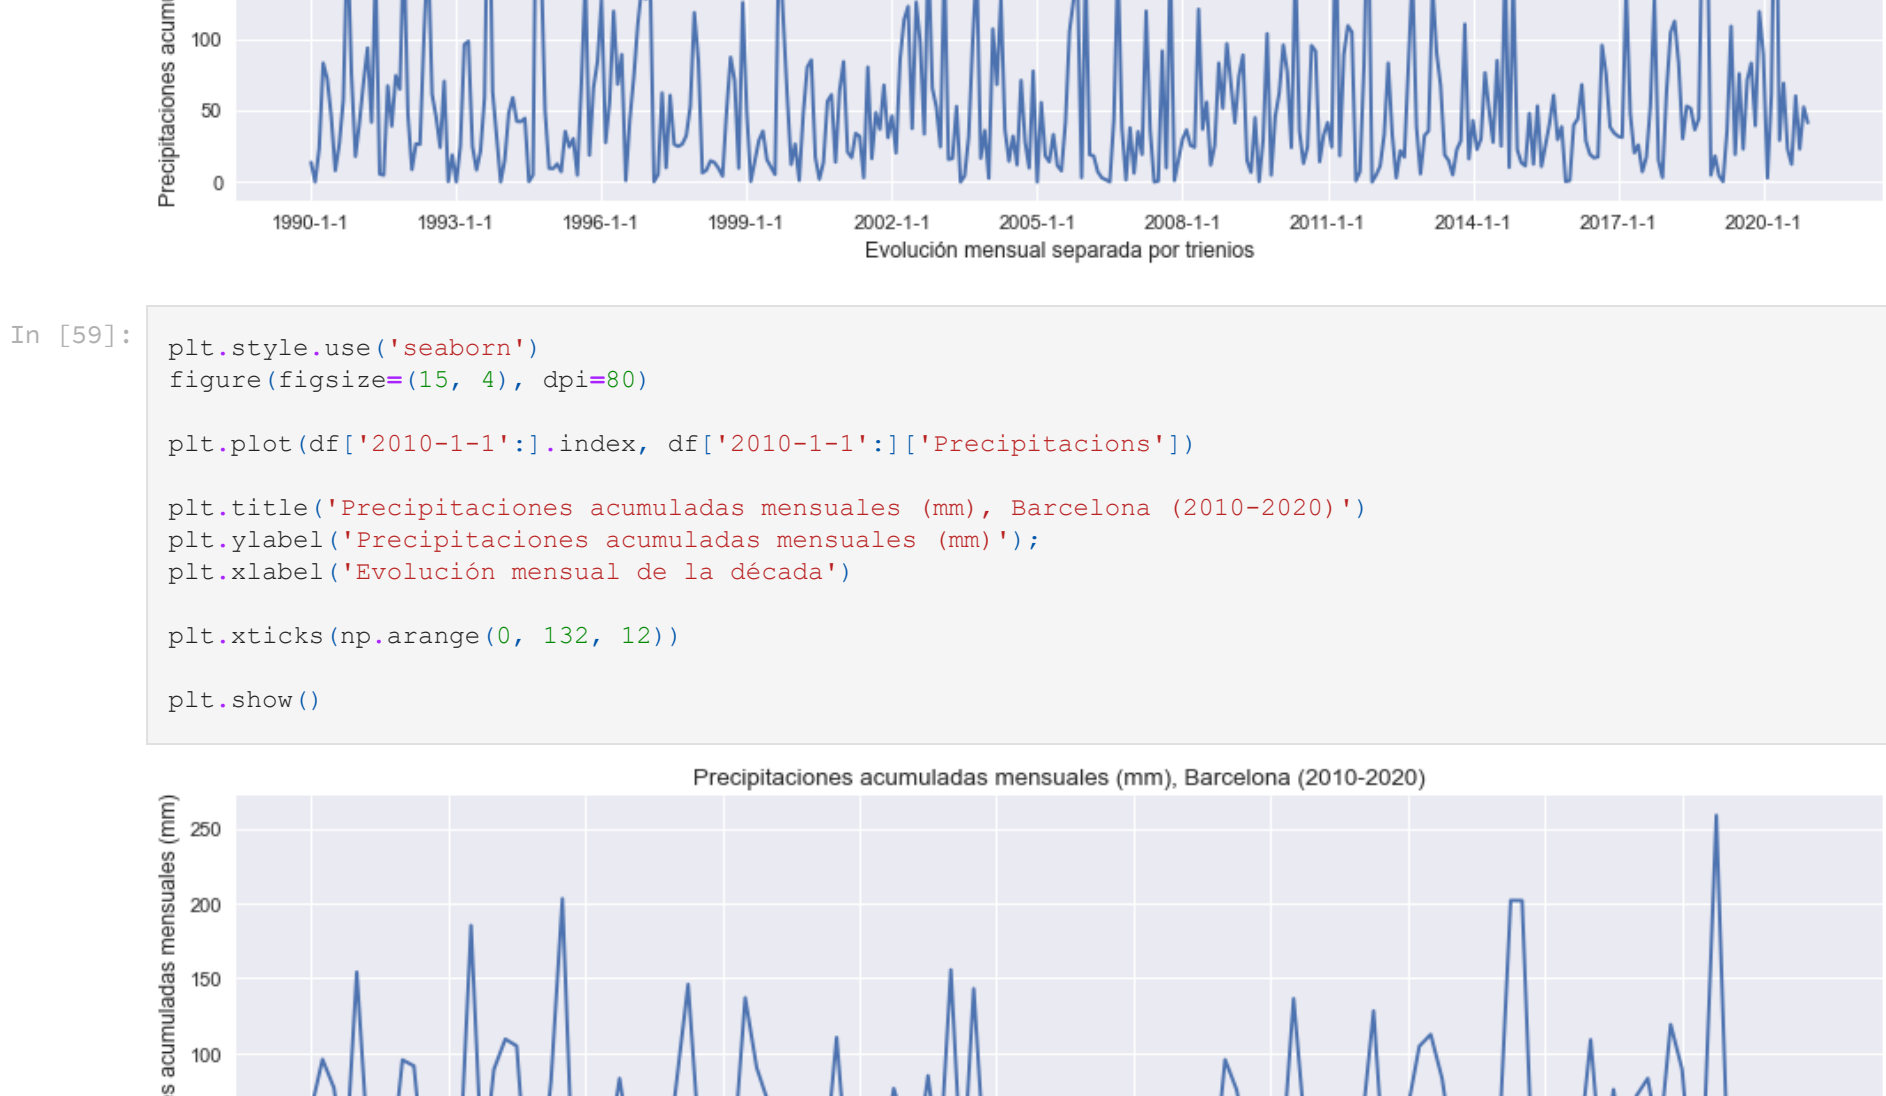 Precipitaciones acumu
100
50
0
1990-1-1 1993-1-1 1996-1-1 1999-1-1 2002-1-1 2005-1-1 2008-1-1 2011-1-1 2014-1-1 2017-1-1 2020-1-1
Evolución mensual separada por trienios
In [59]:
plt.style.use('seaborn')
figure(figsize=(15, 4), dpi=80)
plt.plot(df['2010-1-1':].index, df['2010-1-1':]['Precipitacions'])
plt.title('Precipitaciones acumuladas mensuales (mm), Barcelona (2010-2020)')
plt.ylabel('Precipitaciones acumuladas mensuales (mm)');
plt.xlabel('Evolución mensual de la década')
plt.xticks(np.arange(0, 132, 12))
plt.show()
Precipitaciones acumuladas mensuales (mm), Barcelona (2010-2020)
s acumuladas mensuales (mm)
250
200
150
100